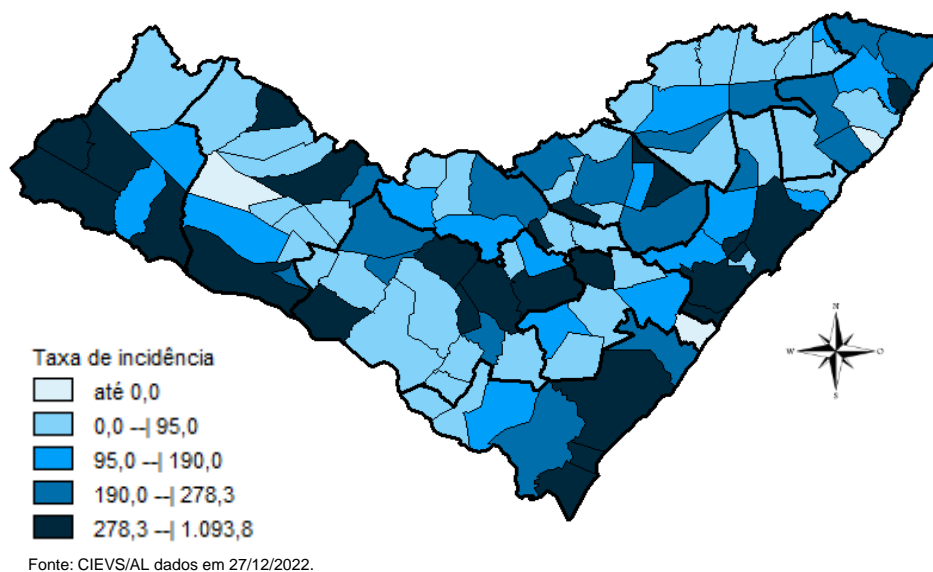 N
W
O
S
Taxa de incidência
até 0,0
0,0 --| 95,0
95,0 --| 190,0
190,0 --| 278,3
278,3 --| 1.093,8
Fonte: CIEVS/AL dados em 27/12/2022.